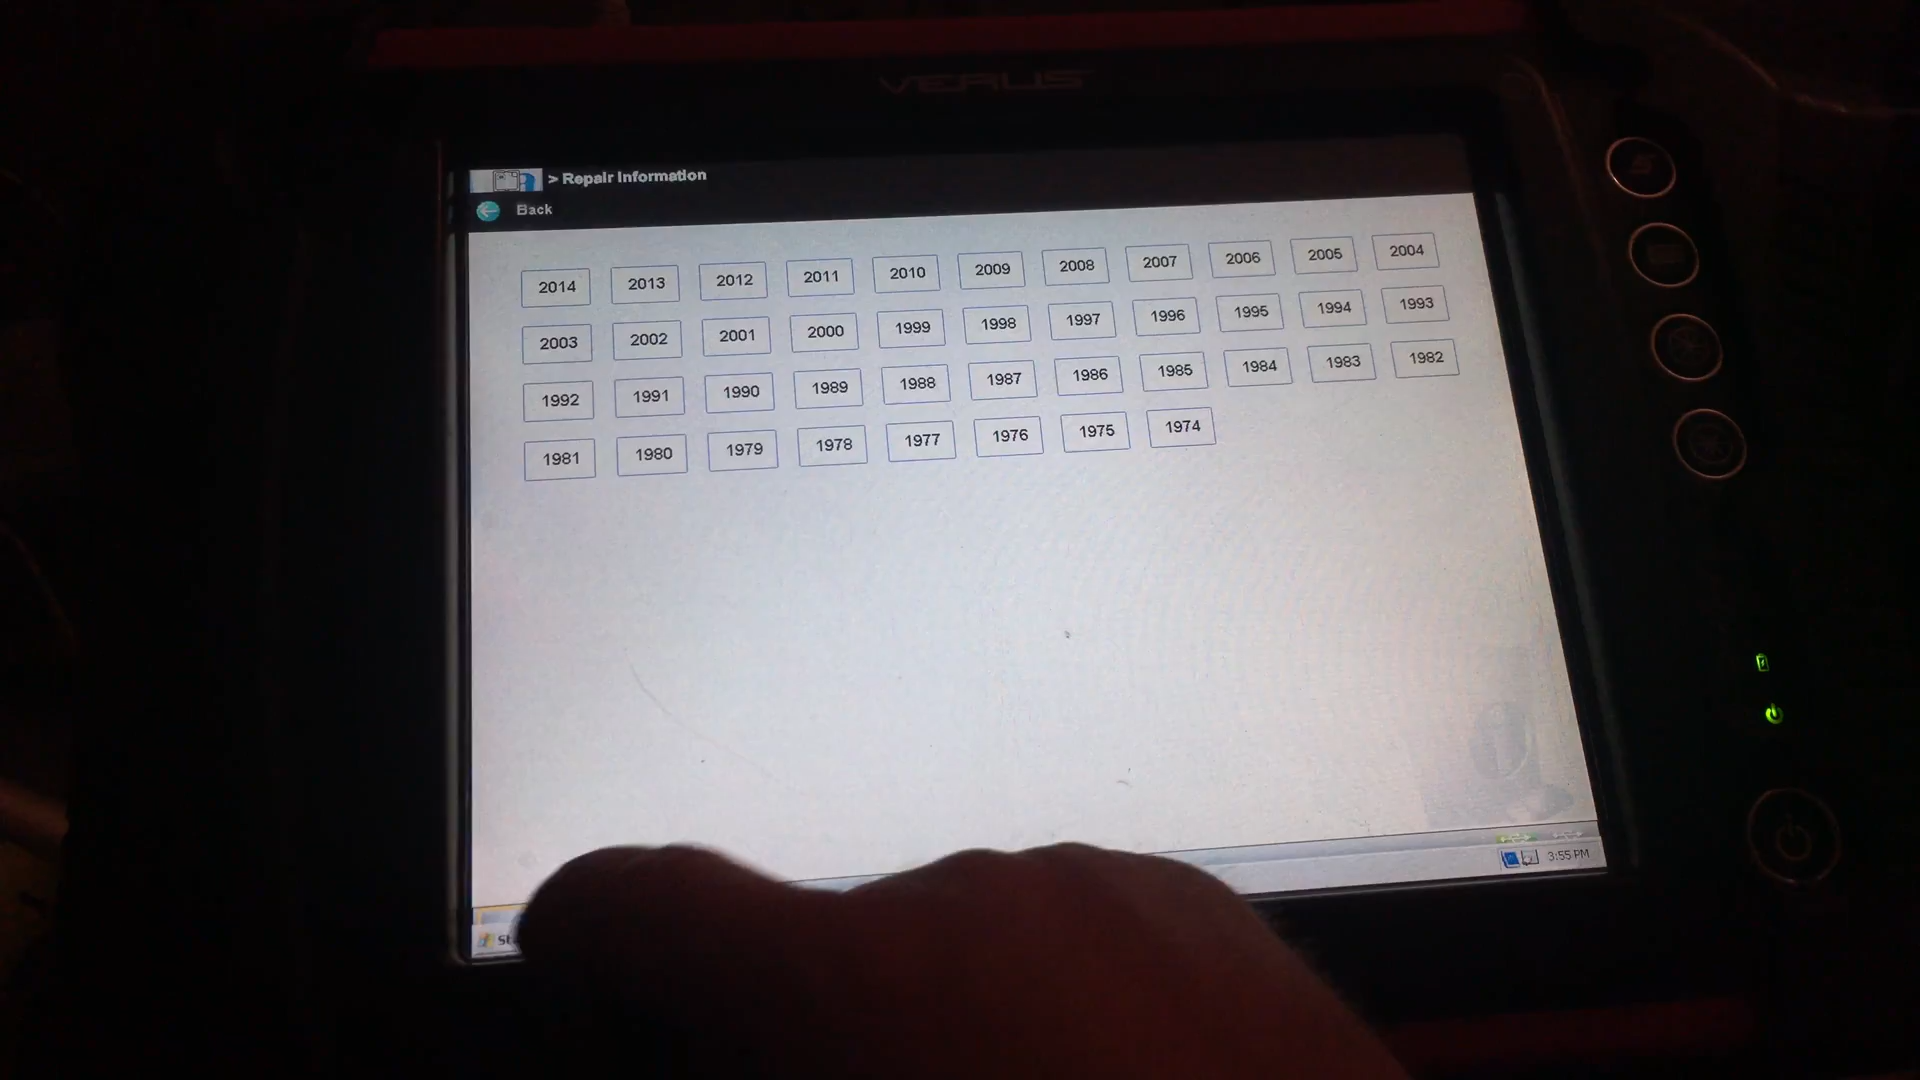 VERUS
> Repair Information
Back
2014 2013 2012 2011 2010 2009 2008 2007 2006 2005 2004
2003 2002 2001 2000 1999 1998 1997 1996 1995 1994 1993
1992 1991 1990 1989 1988 1987 1986 1985 1984 1983 1982
1981 1980 1979 1978 1977 1976 1975 1974
3:55 PM